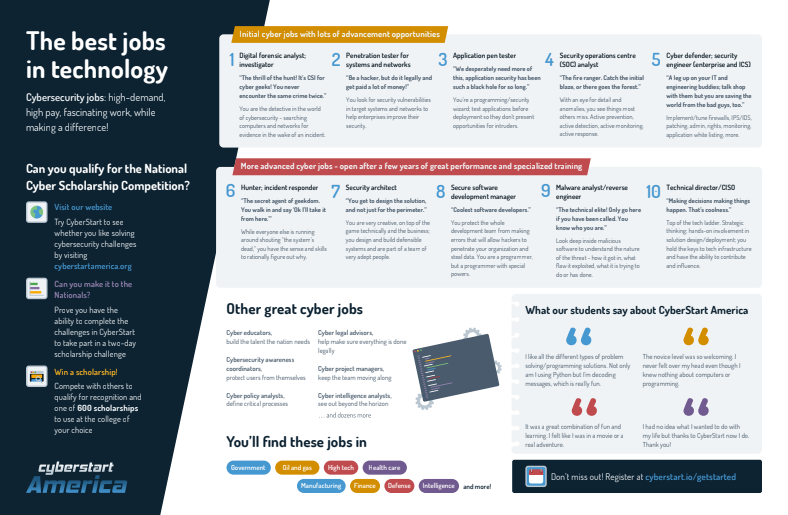 The best jobs
in technology
Cybersecurity jobs: high-demand,
high pay, fascinating work, while
making a difference!
Can you qualify for the National
Cyber Scholarship Competition?
Visit our website
Try CyberStart to see
whether you like solving
cybersecurity challenges
by visiting
cyberstartamerica.org
Can you make it to the
Nationals?
Prove you have the
ability to complete the
challenges in CyberStart
to take part in a two-day
scholarship challenge
Win a scholarship!
Compete with others to
qualify for recognition and
one of 600 scholarships
to use at the college of
your choice
cyberstart
America
Initial cyber jobs with lots of advancement opportunities
1 Digital forensic analyst;
investigator
"The thrill of the hunt! It's CSI for
cyber geeks! You never
encounter the same crime twice."
You are the detective in the world
of cybersecurity - searching
computers and networks for
evidence in the wake of an incident.
2 Penetration tester for
systems and networks
"Be a hacker, but do it legally and
get paid a lot of money!"
You look for security vulnerabilities
in target systems and networks to
help enterprises improve their
security.
3 Application pen tester
"We desperately need more of
this, application security has been
such a black hole for so long."
You're a programming/security
wizard; test applications before
deployment so they don't present
opportunities for intruders.
4 Security operations centre
(SOC) analyst
"The fire ranger. Catch the initial
blaze, or there goes the forest."
With an eye for detail and
anomalies, you see things most
others miss. Active prevention,
active detection, active monitoring,
active response.
5 Cyber defender; security
engineer (enterprise and ICS)
"A leg up on your IT and
engineering buddies; talk shop
with them but you are saving the
world from the bad guys, too."
Implement/tune firewalls, IPS/IDS,
patching, admin, rights, monitoring,
application white listing, more.
More advanced cyber jobs - open after a few years of great performance and specialized training
6 Hunter; incident responder
"The secret agent of geekdom.
You walk in and say 'Ok I'll take it
from here.'"
While everyone else is running
around shouting "the system's
dead," you have the sense and skills
to rationally figure out why.
7 Security architect
"You get to design the solution,
and not just for the perimeter."
You are very creative, on top of the
game technically and the business;
you design and build defensible
systems and are part of a team of
very adept people.
8 Secure software
development manager
"Coolest software developers."
You protect the whole
development team from making
errors that will allow hackers to
penetrate your organisation and
steal data. You are a programmer,
but a programmer with special
powers.
9 Malware analyst/reverse
engineer
"The technical elite! Only go here
if you have been called. You
know who you are."
Look deep inside malicious
software to understand the nature
of the threat - how it got in, what
flaw it exploited, what it is trying to
do or has done.
10 Technical director/CISO
"Making decisions making things
happen. That's coolness."
Top of the tech ladder. Strategic
thinking; hands-on involvement in
solution design/deployment; you
hold the keys to tech infrastructure
and have the ability to contribute
and influence.
Other great cyber jobs
Cyber educators,
build the talent the nation needs
Cybersecurity awareness
coordinators,
protect users from themselves
Cyber policy analysts,
define critical processes
Cyber legal advisors,
help make sure everything is done
legally
Cyber project managers,
keep the team moving along
Cyber intelligence analysts,
see out beyond the horizon
... and dozens more
You'll find these jobs in
Government
Oil and gas
High tech
Health care
Manufacturing
Finance
Defense
Intelligence
and more!
What our students say about CyberStart America
I like all the different types of problem
solving/programming solutions. Not only
am I using Python but I'm decoding
messages, which is really fun.
The novice level was so welcoming. I
never felt over my head even though I
knew nothing about computers or
programming.
It was a great combination of fun and
learning. I felt like I was in a movie or a
real adventure.
I had no idea what I wanted to do with
my life but thanks to CyberStart now I do.
Thank you!
Don't miss out! Register at cyberstart.io/getstarted